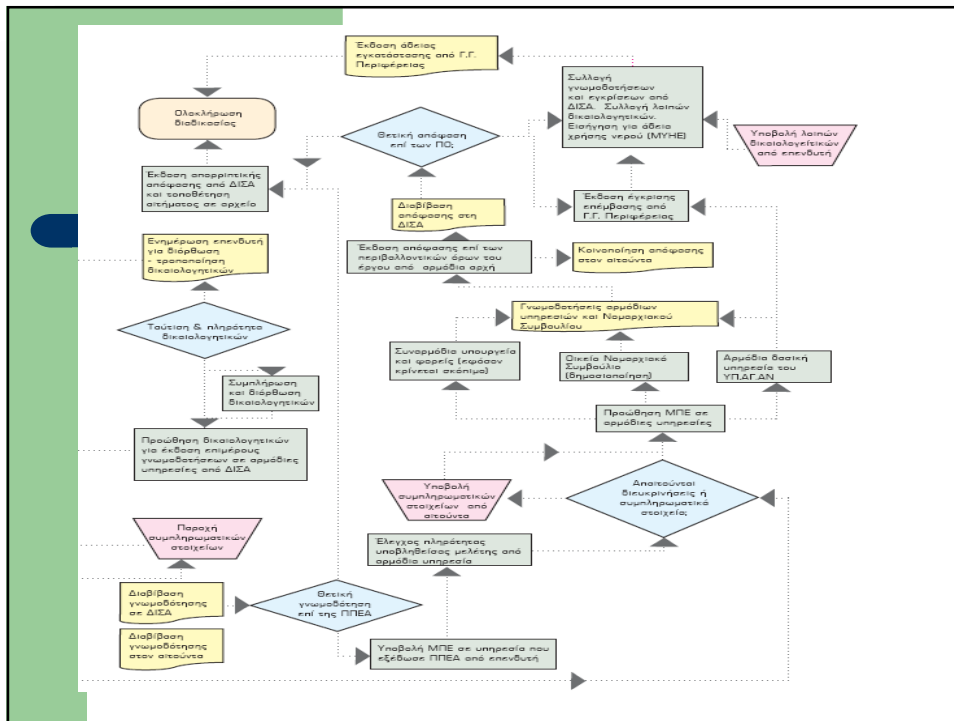 Έκδοση άδειας
εγκατάστασης από Γ.Γ.
Περιφέρειας
Ολοκλήρωση
διαδικασίας
Θετική απόφαση
επί των ΠΟ;
Συλλογή
γνωμοδοτήσεων
και εγκρίσεων από
ΔΙΣΑ. Συλλογή λοιπών
δικαιολογητικών.
Εισήγηση για άδεια
χρήσης νερού (ΜΥΗΕ)
Υποβολή λοιπών
δικαιολογείτικών
από επενδυτή
Έκδοση απορριπτικής
απόφασης από ΔΙΣΑ
και τοποθέτηση
αιτήματος σε αρχείο
Διαβίβαση
απόφασης στη
ΔΙΣΑ
Έκδοση έγκρισης
επέμβασης από
Γ.Γ. Περιφέρειας
Ενημέρωση επενδυτή
για διόρθωση
- τροποποίηση
δικαιολογητικών
Έκδοση απόφασης επί των
περιβαλλοντικών όρων του
έργου από αρμόδια αρχή
Κοινοποίηση απόφασης
στον αιτούντα
Ταύτιση & πληρότητα
δικαιολογητικών
Γνωμοδοτήσεις αρμόδιων
υπηρεσιών και Νομαρχιακού
Συμβουλίου
Συναρμόδια υπουργεία
και φορείς (εφόσον
κρίνεται σκόπιμο)
Οικείο Νομαρχιακό
Συμβούλιο
(δημοσιοποίηση)
Αρμόδια δασική
υπηρεσία του
ΥΠ.ΑΓ.ΑΝ
Συμπλήρωση
και διόρθωση
δικαιολογητικών
Προώθηση ΜΠΕ σε
αρμόδιες υπηρεσίες
Προώθηση δικαιολογητικών
για έκδοση επιμέρους
γνωμοδοτήσεων σε αρμόδιες
υπηρεσίες από ΔΙΣΑ
Υποβολή
συμπληρωματικών
στοιχείων από
αιτούντα
Απαιτούνται
διευκρινήσεις ή
συμπληρωματικά
στοιχεία;
Παροχή
συμπληρωματικών
στοιχείων
Έλεγχος πληρότητας
υποβληθείσας μελέτης από
αρμόδια υπηρεσία
Διαβίβαση
γνωμοδότησης
σε ΔΙΣΑ
Θετική
γνωμοδότηση
επί της ΠΠΕΑ
Διαβίβαση
γνωμοδότησης
στον αιτούντα
Υποβολή ΜΠΕ σε υπηρεσία που
εξέδωσε ΠΠΕΑ από επενδυτή